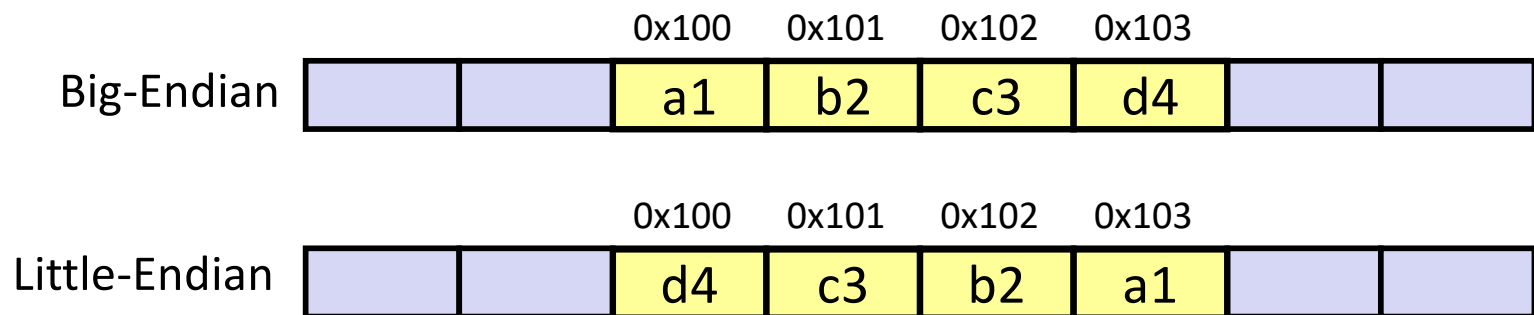 0x100 0x101 0x102 0x103
Big-Endian a1 b2 c3 d4
0x100 0x101 0x102 0x103
Little-Endian d4 c3 b2 a1